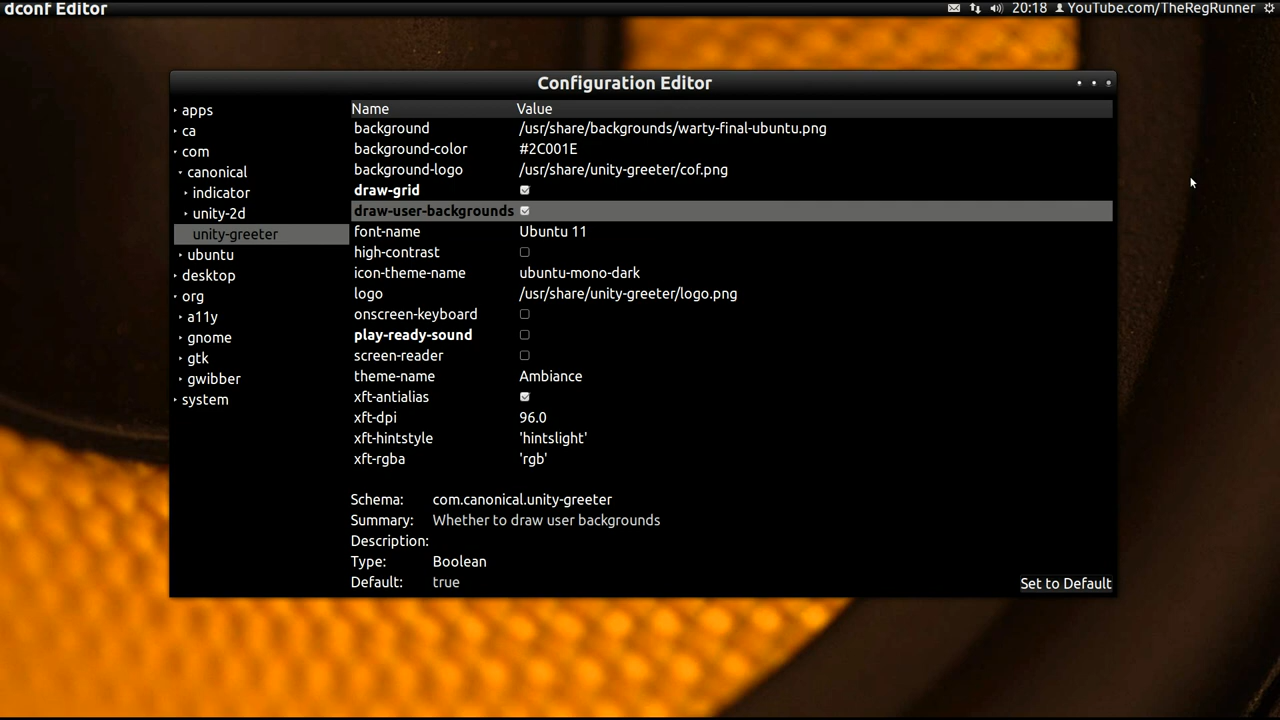 dconf Editor 20:18 YouTube.com/TheRegRunner
Configuration Editor
apps
ca
com
canonical
indicator
unity-2d
unity-greeter
ubuntu
desktop
org
a11y
gnome
gtk
gwibber
system
Name Value
background /usr/share/backgrounds/warty-final-ubuntu.png
background-color #2C001E
background-logo /usr/share/unity-greeter/cof.png
draw-grid
draw-user-backgrounds
font-name Ubuntu 11
high-contrast
icon-theme-name ubuntu-mono-dark
logo /usr/share/unity-greeter/logo.png
onscreen-keyboard
play-ready-sound
screen-reader
theme-name Ambiance
xft-antialias
xft-dpi 96.0
xft-hintstyle 'hintslight'
xft-rgba 'rgb'
Schema: com.canonical.unity-greeter
Summary: Whether to draw user backgrounds
Description:
Type: Boolean
Default: true
Set to Default